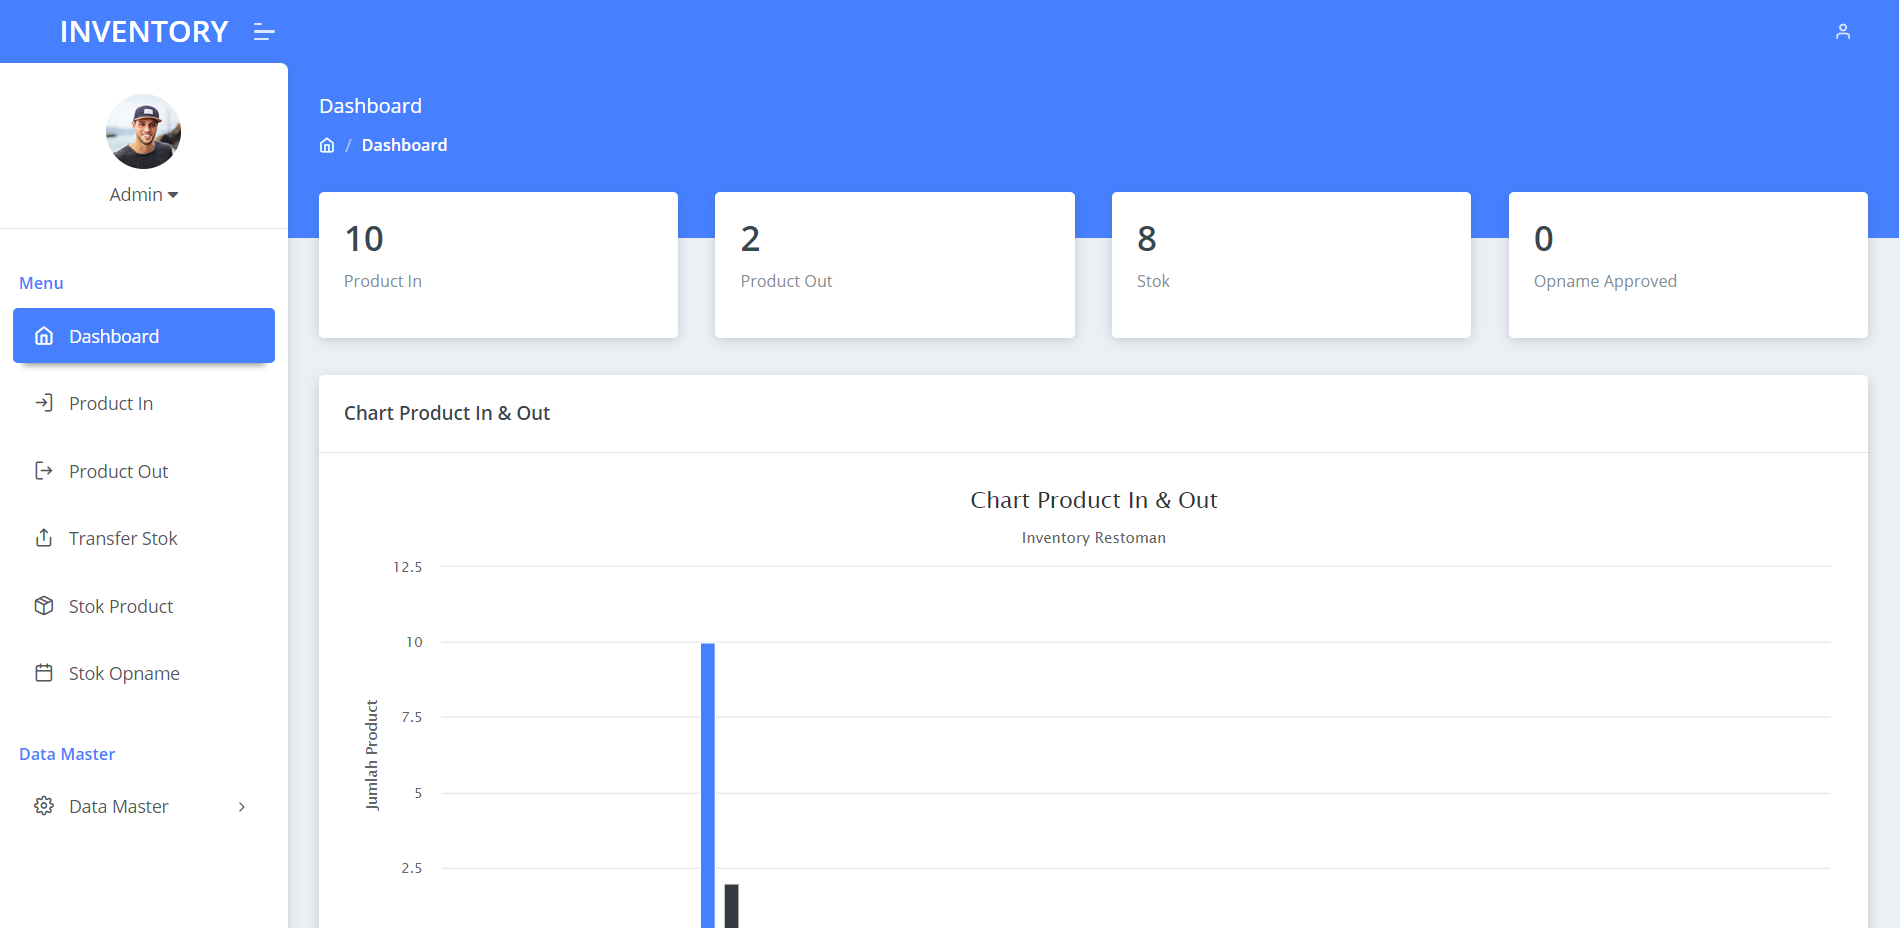 INVENTORY
Admin
Menu
Dashboard
Product In
Product Out
Transfer Stok
Stok Product
Stok Opname
Data Master
Data Master
Dashboard
/ Dashboard
10
Product In
2
Product Out
8
Stok
0
Opname Approved
Chart Product In & Out
Chart Product In & Out
Inventory Restoman
Jumlah Product
12.5
10
7.5
5
2.5